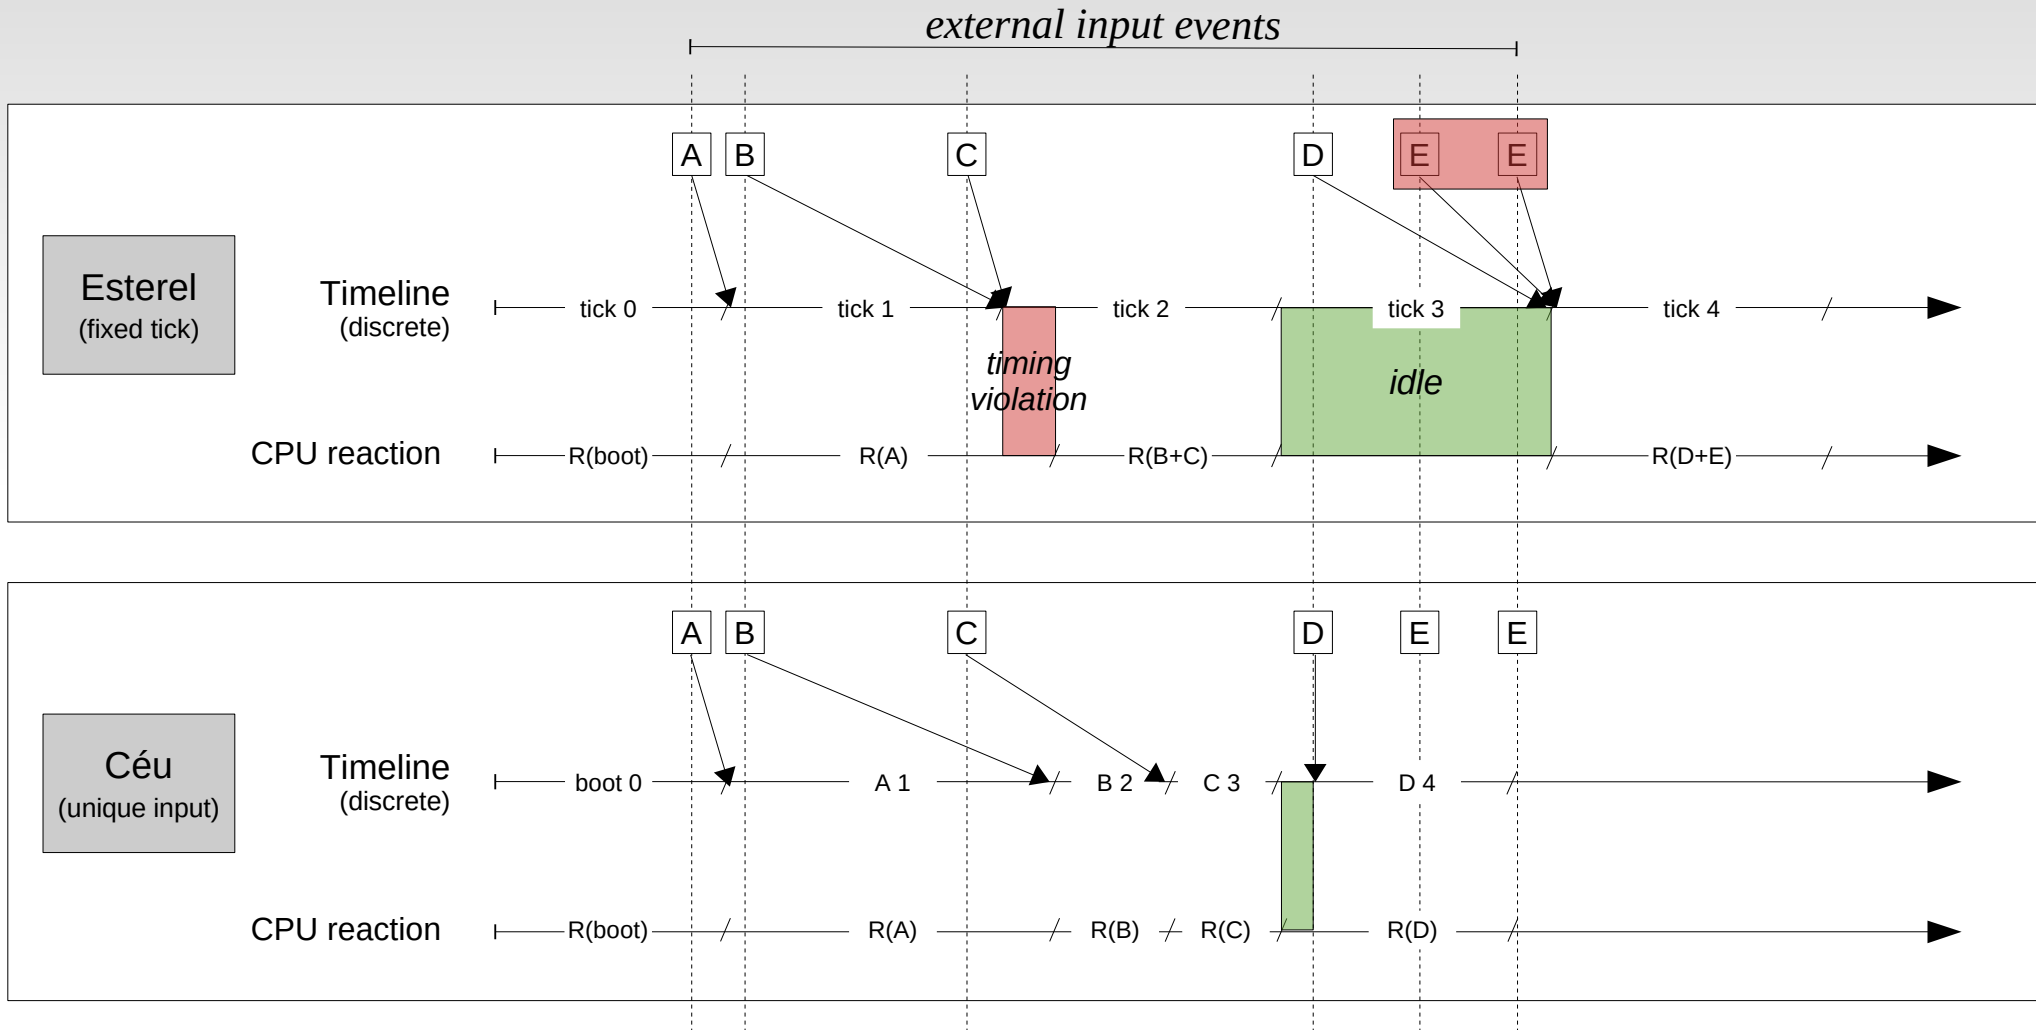 external input events
A B C D E E
Esterel
(fixed tick)
Timeline
(discrete)
tick 0 tick 1 tick 2 tick 3 tick 4
timing
violation
idle
CPU reaction
R(boot) R(A) R(B+C) R(D+E)
A B C D E E
Céu
(unique input)
Timeline
(discrete)
boot 0 A 1 B 2 C 3 D 4
CPU reaction
R(boot) R(A) R(B) R(C) R(D)